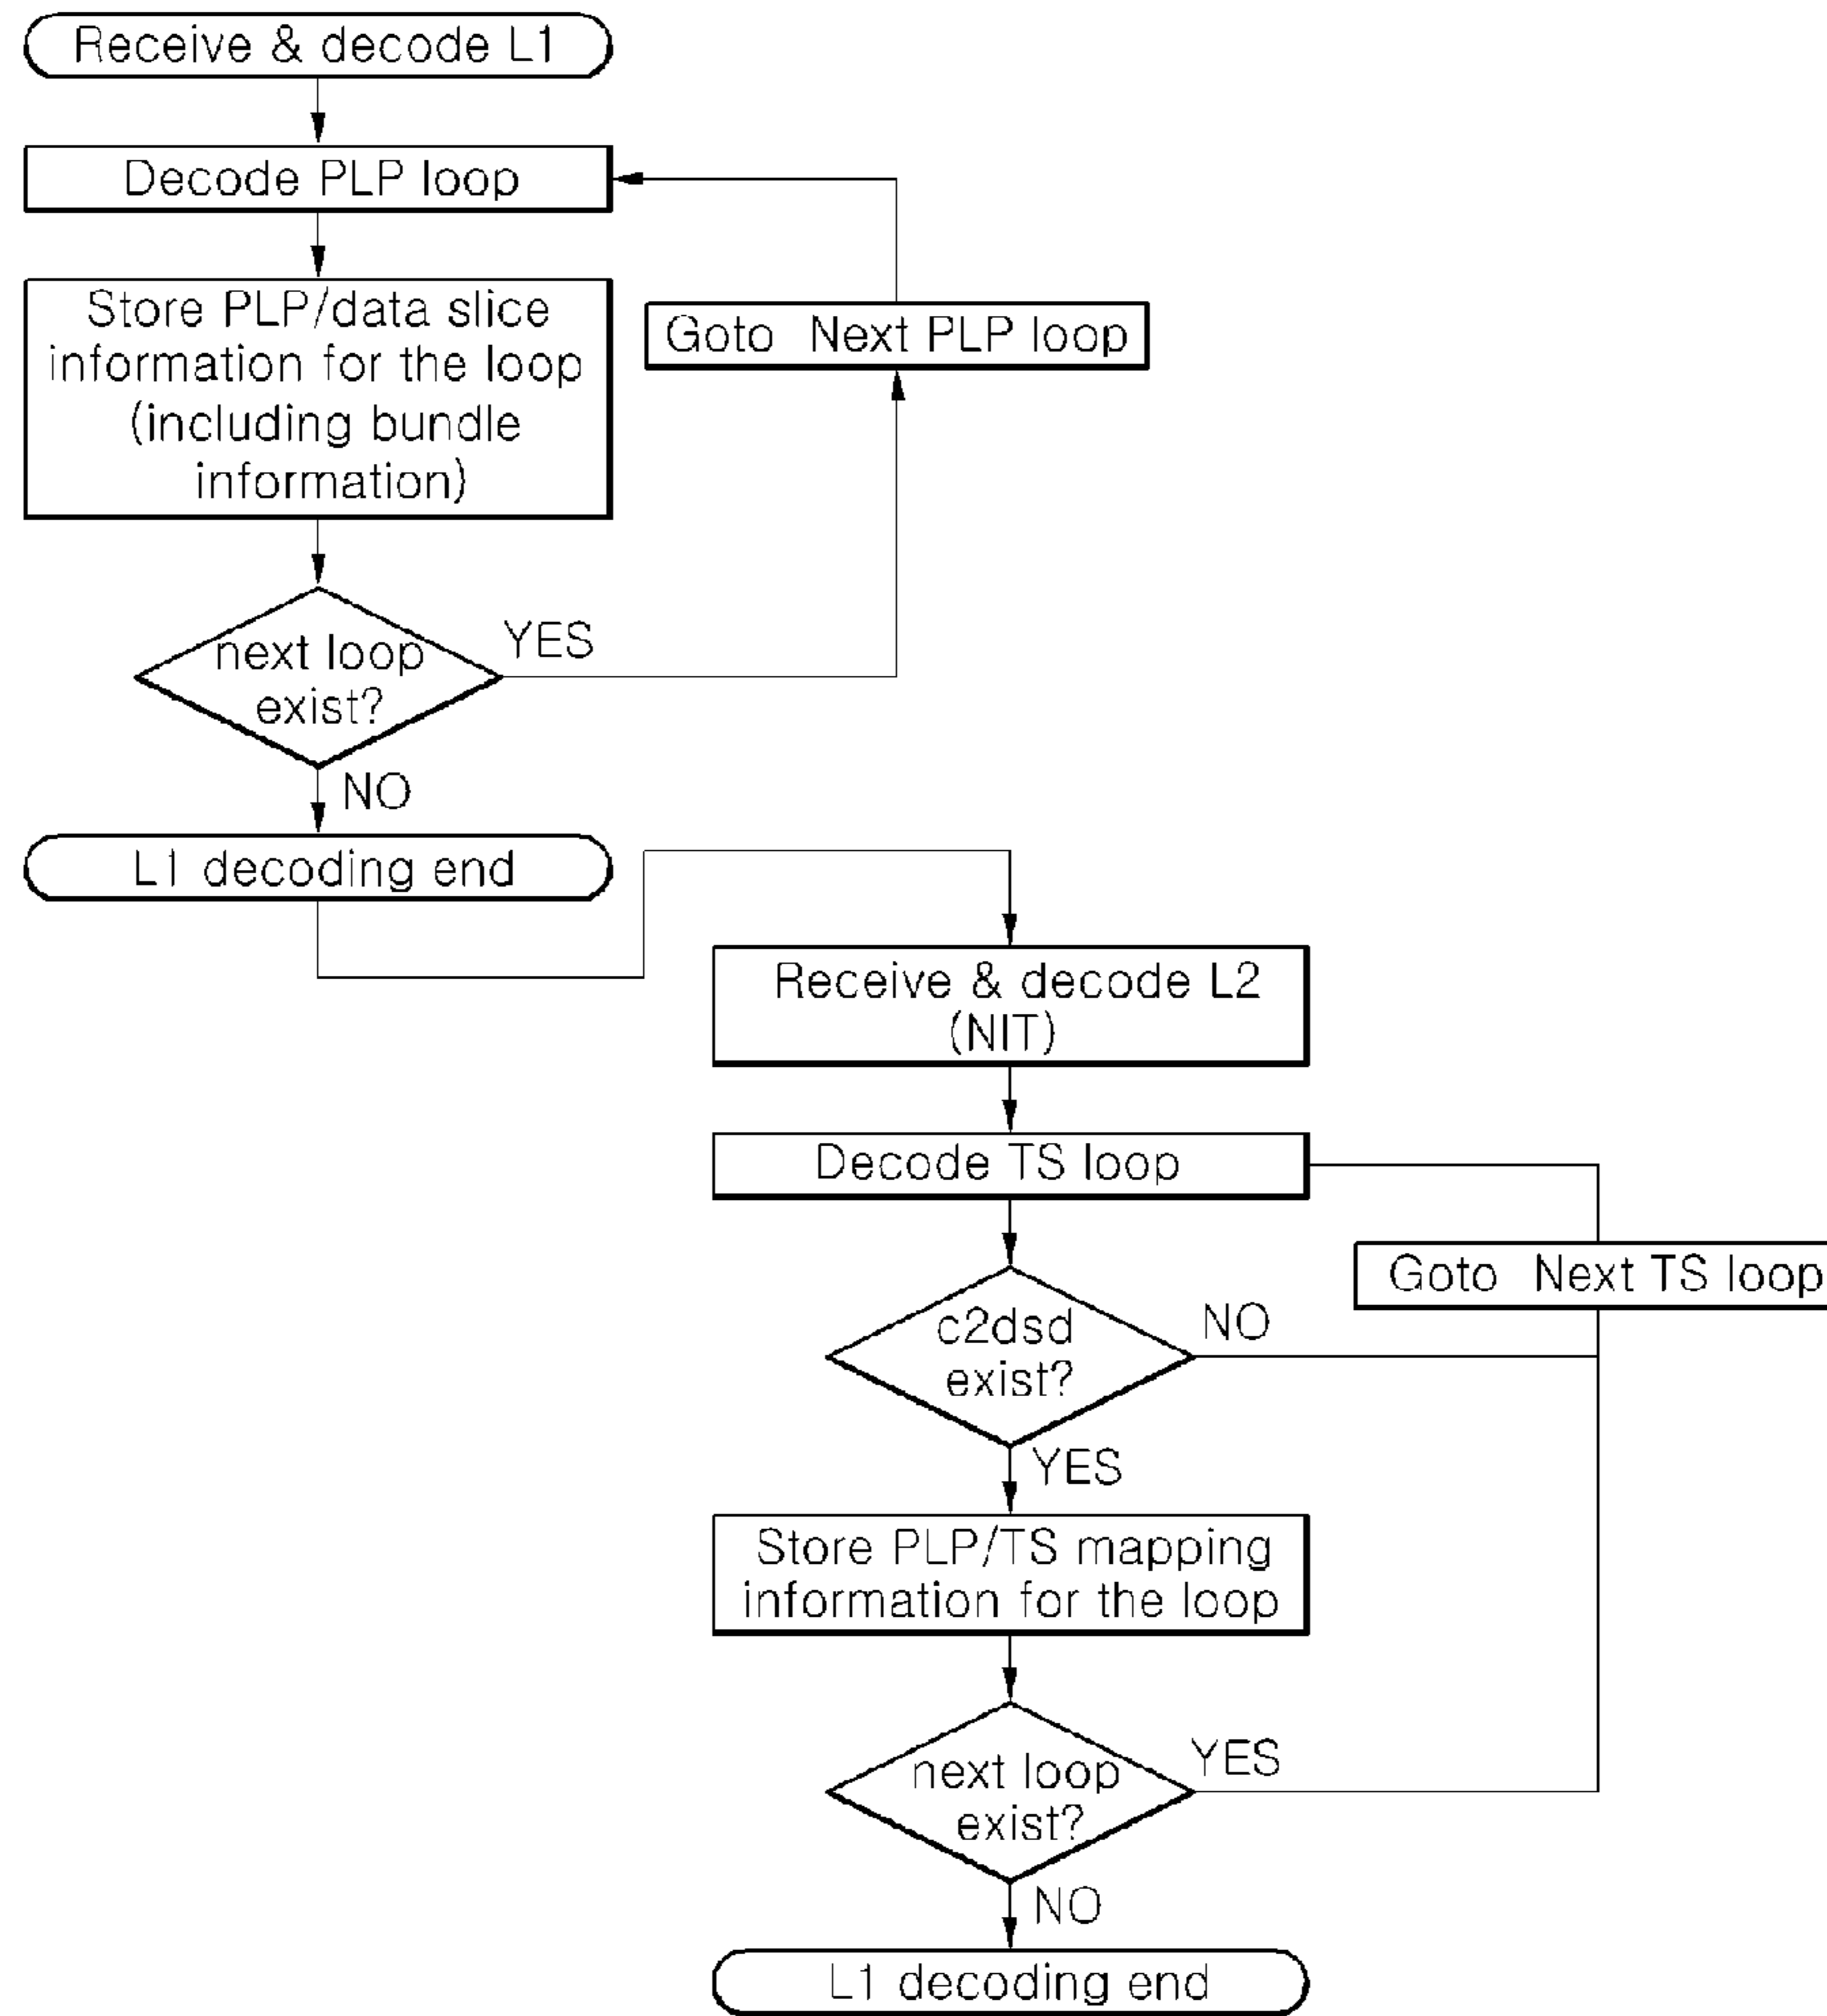 Receive & decode L1
Decode PLP loop
Store PLP/data slice
information for the loop
(including bundle
information)
Goto Next PLP loop
next loop
exist?
YES
NO
L1 decoding end
Receive & decode L2
(NIT)
Decode TS loop
Goto Next TS loop
c2dsd
exist?
NO
YES
Store PLP/TS mapping
information for the loop
next loop
exist?
YES
NO
L1 decoding end